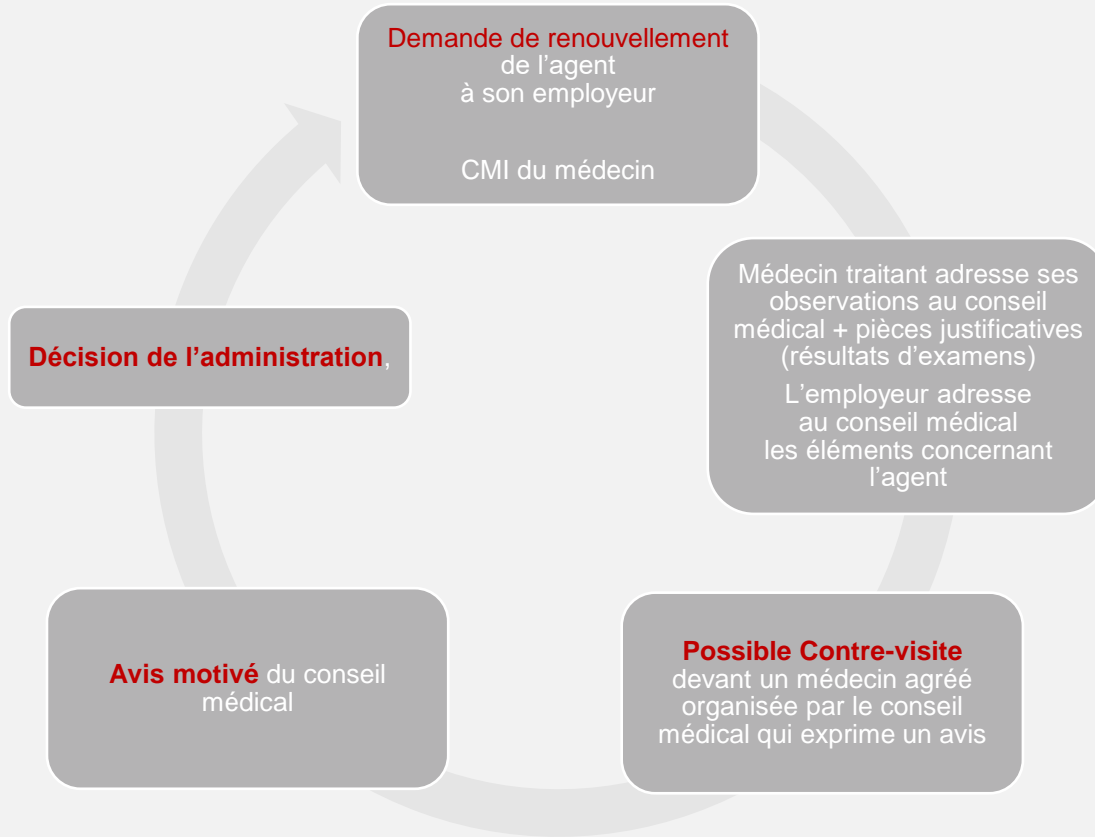 Demande de renouvellement
de l’agent
à son employeur
CMI du médecin
Médecin traitant adresse ses
observations au conseil
médical + pièces justificatives
(résultats d’examens)
L’employeur adresse
au conseil médical
les éléments concernant
l’agent
Possible Contre-visite
devant un médecin agréé
organisée par le conseil
médical qui exprime un avis
Avis motivé du conseil
médical
Décision de l’administration,